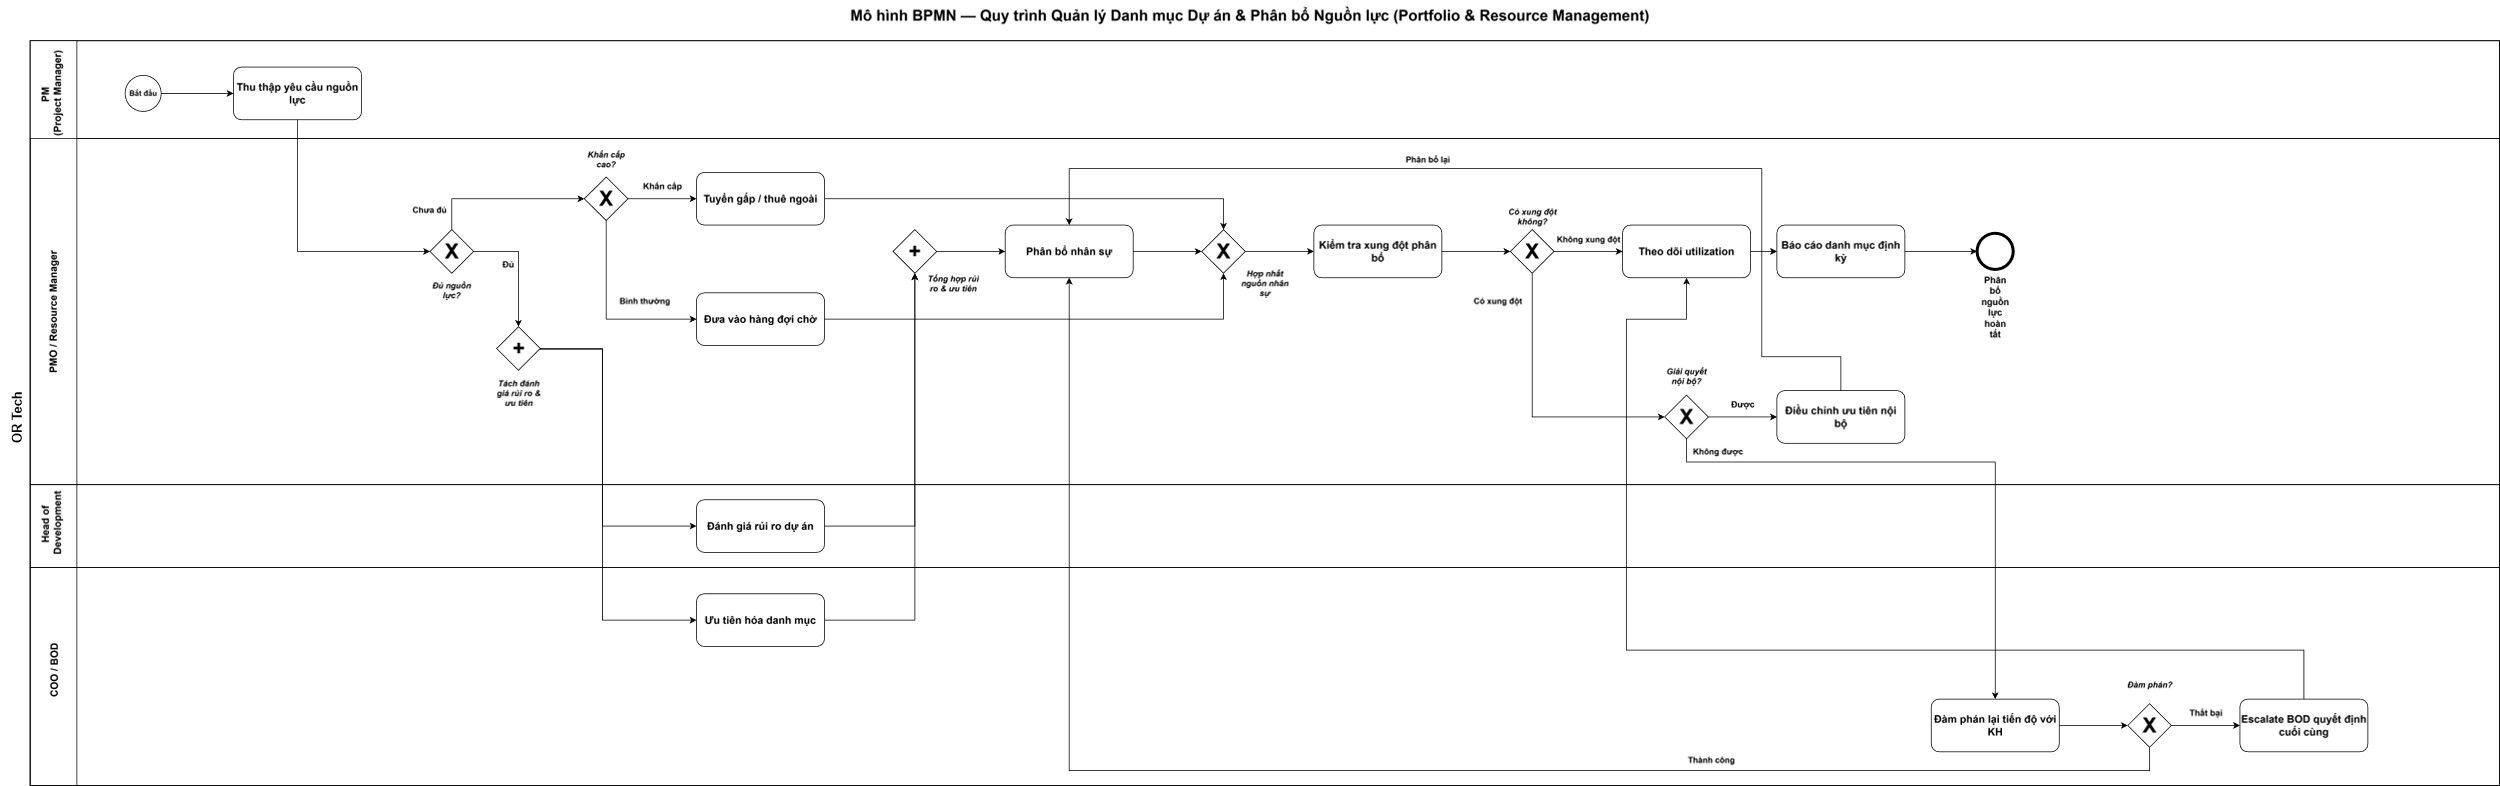 Mô hình BPMN — Quy trình Quản lý Danh mục Dự án & Phân bổ Nguồn lực (Portfolio & Resource Management)
OR Tech
PM
(Project Manager)
Bắt đầu
Thu thập yêu cầu nguồn
lực
PMO / Resource Manager
Chưa đủ
X
Đủ nguồn
lực?
Đủ
+
Tách đánh
giá rủi ro &
ưu tiên
Khẩn cấp
cao?
X
Khẩn cấp
Bình thường
Tuyển gấp / thuê ngoài
Đưa vào hàng đợi chờ
+
Tổng hợp rủi
ro & ưu tiên
Phân bổ nhân sự
X
Hợp nhất
nguồn nhân
sự
Kiểm tra xung đột phân
bổ
Phân bổ lại
Có xung đột
không?
X
Không xung đột
Có xung đột
Theo dõi utilization
Báo cáo danh mục định
kỳ
Phân
bổ
nguồn
lực
hoàn
tất
Giải quyết
nội bộ?
X
Được
Không được
Điều chỉnh ưu tiên nội
bộ
Head of
Development
Đánh giá rủi ro dự án
COO / BOD
Ưu tiên hóa danh mục
Đàm phán lại tiến độ với
KH
Đàm phán?
X
Thất bại
Thành công
Escalate BOD quyết định
cuối cùng